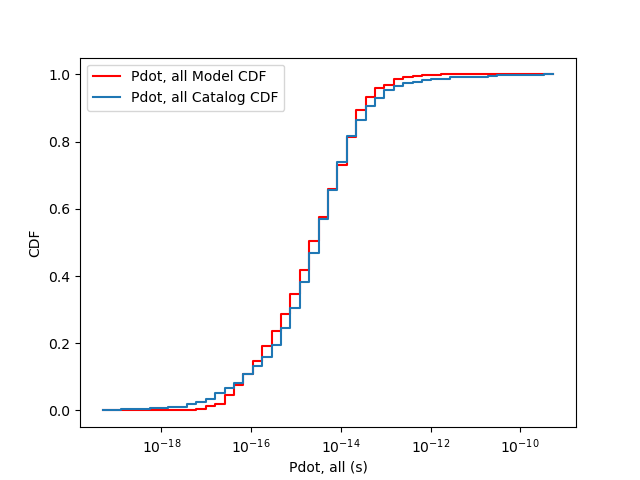 Pdot, all Model CDF
Pdot, all Catalog CDF
1.0
0.8
0.6
0.4
0.2
0.0
CDF
10⁻¹⁸ 10⁻¹⁶ 10⁻¹⁴ 10⁻¹² 10⁻¹⁰
Pdot, all (s)